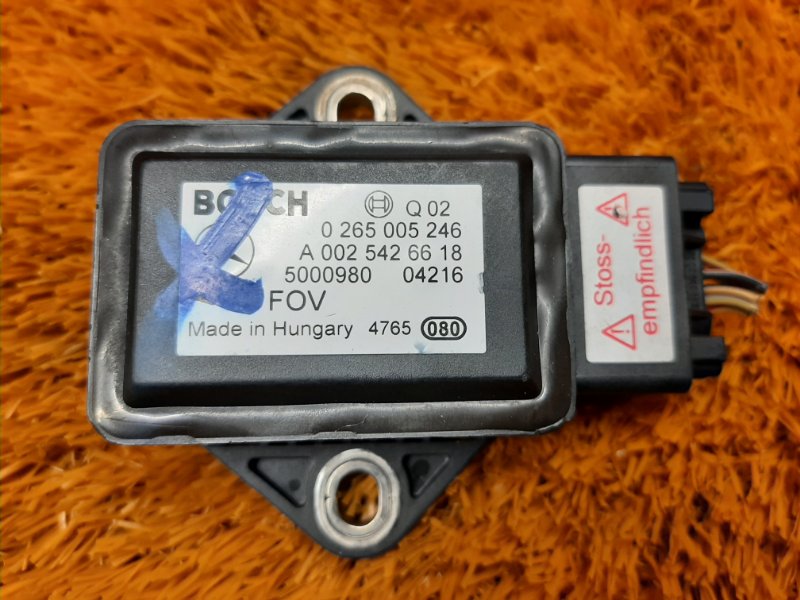 BOSCH
Q 02
0 265 005 246
A 002 542 66 18
5000980 04216
FOV
Made in Hungary 4765 080
Stoss-
empfindlich